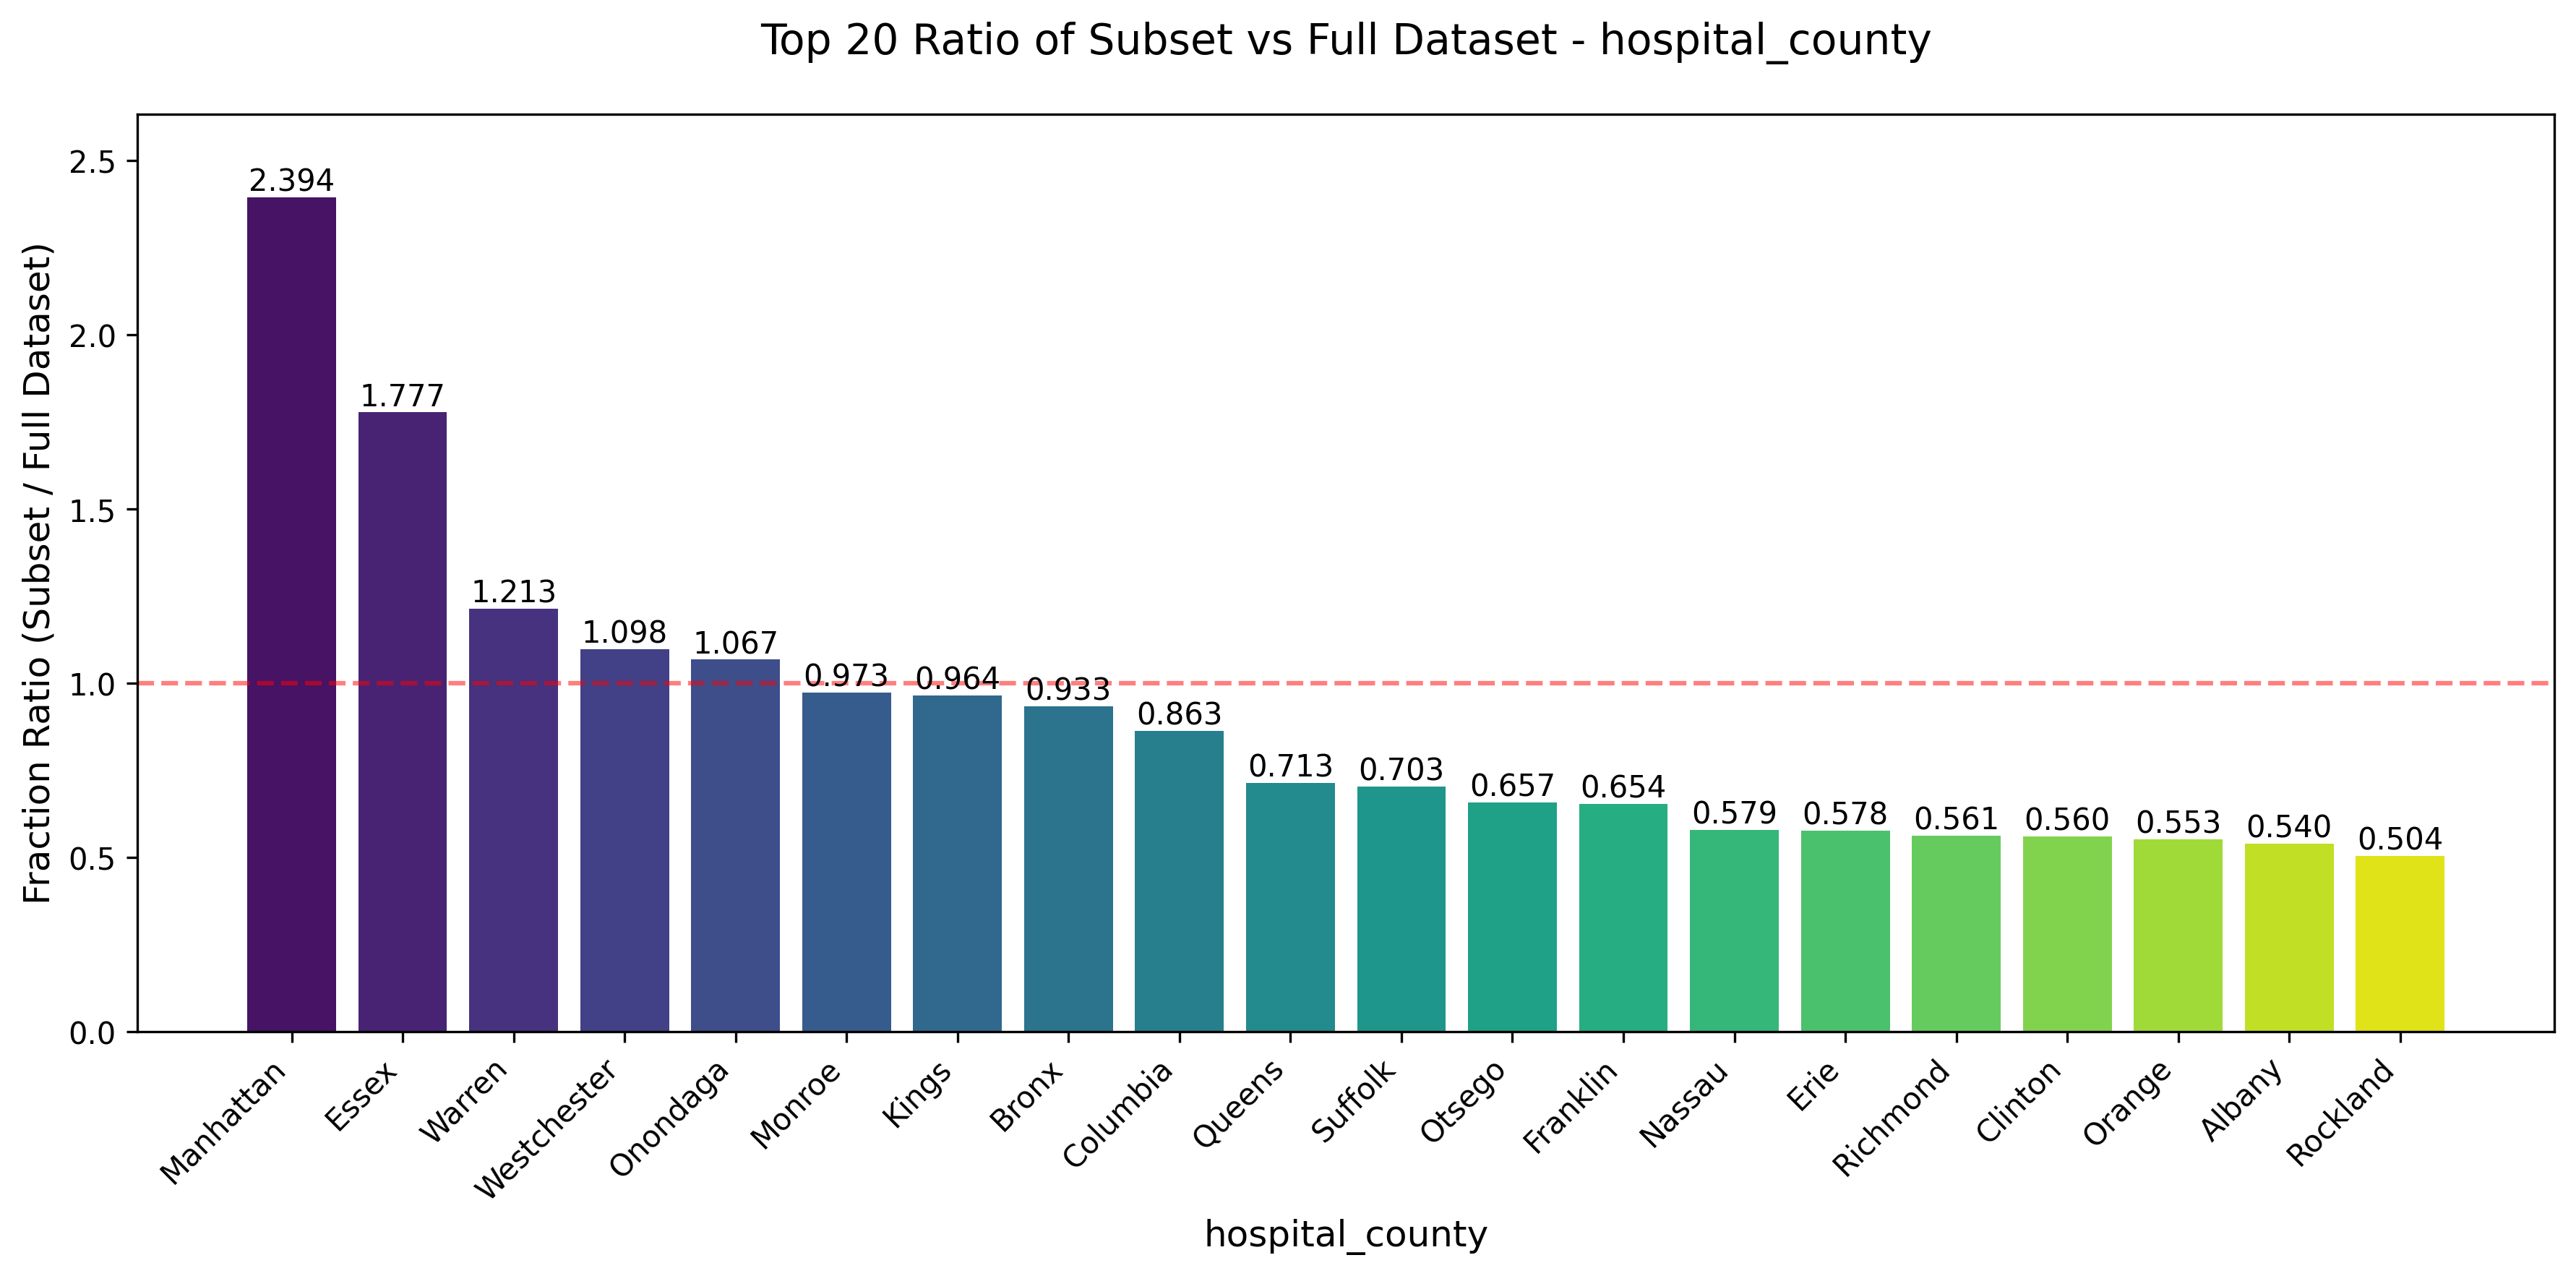 Top 20 Ratio of Subset vs Full Dataset - hospital_county
Fraction Ratio (Subset / Full Dataset)
2.5
2.0
1.5
1.0
0.5
0.0
2.394
1.777
1.213
1.098
1.067
0.973
0.964
0.933
0.863
0.713
0.703
0.657
0.654
0.579
0.578
0.561
0.560
0.553
0.540
0.504
Manhattan
Essex
Warren
Westchester
Onondaga
Monroe
Kings
Bronx
Columbia
Queens
Suffolk
Otsego
Franklin
Nassau
Erie
Richmond
Clinton
Orange
Albany
Rockland
hospital_county